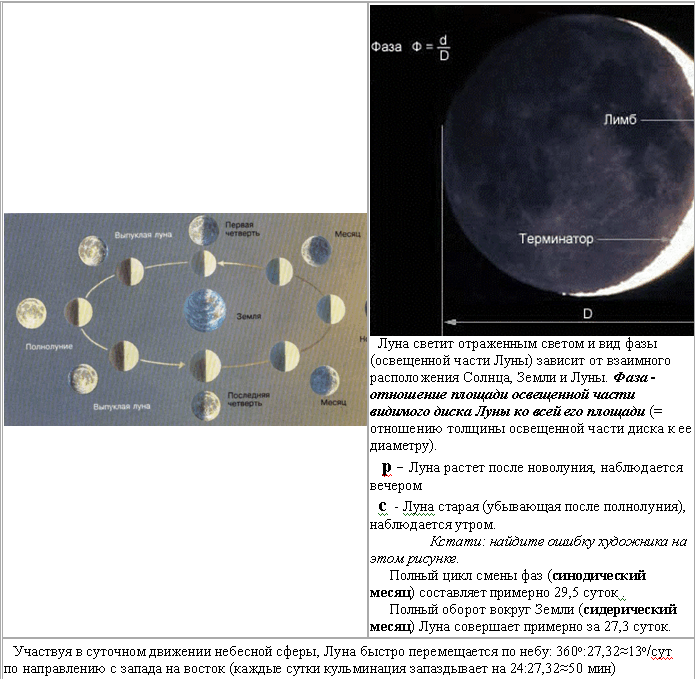 Фаза Ф = d/D
Лимб
Терминатор
D
Выпуклая луна
Первая
четверть
Месяц
Земля
Полнолуние
Выпуклая луна
Последняя
четверть
Месяц
Луна светит отраженным светом и вид фазы
(освещенной части Луны) зависит от взаимного
расположения Солнца, Земли и Луны. Фаза -
отношение площади освещенной части
видимого диска Луны ко всей его площади (=
отношению толщины освещенной части диска к ее
диаметру).
р – Луна растет после новолуния, наблюдается
вечером
с - Луна старая (убывающая после полнолуния),
наблюдается утром.
Кстати: найдите ошибку художника на
этом рисунке.
Полный цикл смены фаз (синодический
месяц) составляет примерно 29,5 суток .
Полный оборот вокруг Земли (сидерический
месяц) Луна совершает примерно за 27,3 суток.
Участвуя в суточном движении небесной сферы, Луна быстро перемещается по небу: 360º:27,32≈13º/сут
по направлению с запада на восток (каждые сутки кульминация запаздывает на 24:27,32≈50 мин)